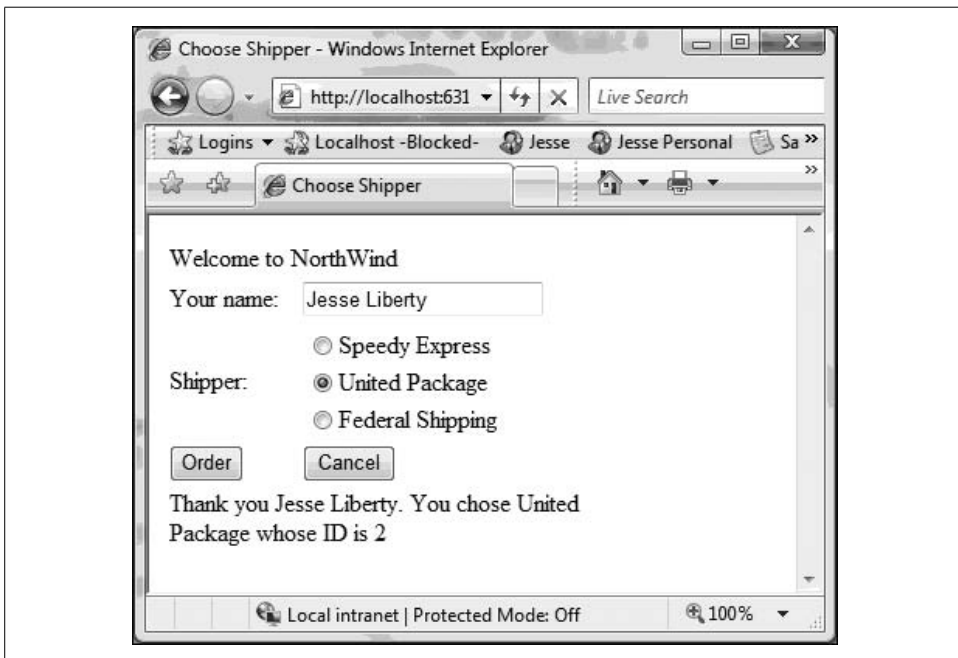 Choose Shipper - Windows Internet Explorer
http://localhost:631
Live Search
Logins
Localhost -Blocked-
Jesse
Jesse Personal
Sa
Choose Shipper
Welcome to NorthWind
Your name: Jesse Liberty
Speedy Express
Shipper: United Package
Federal Shipping
Order Cancel
Thank you Jesse Liberty. You chose United
Package whose ID is 2
Local intranet | Protected Mode: Off
100%